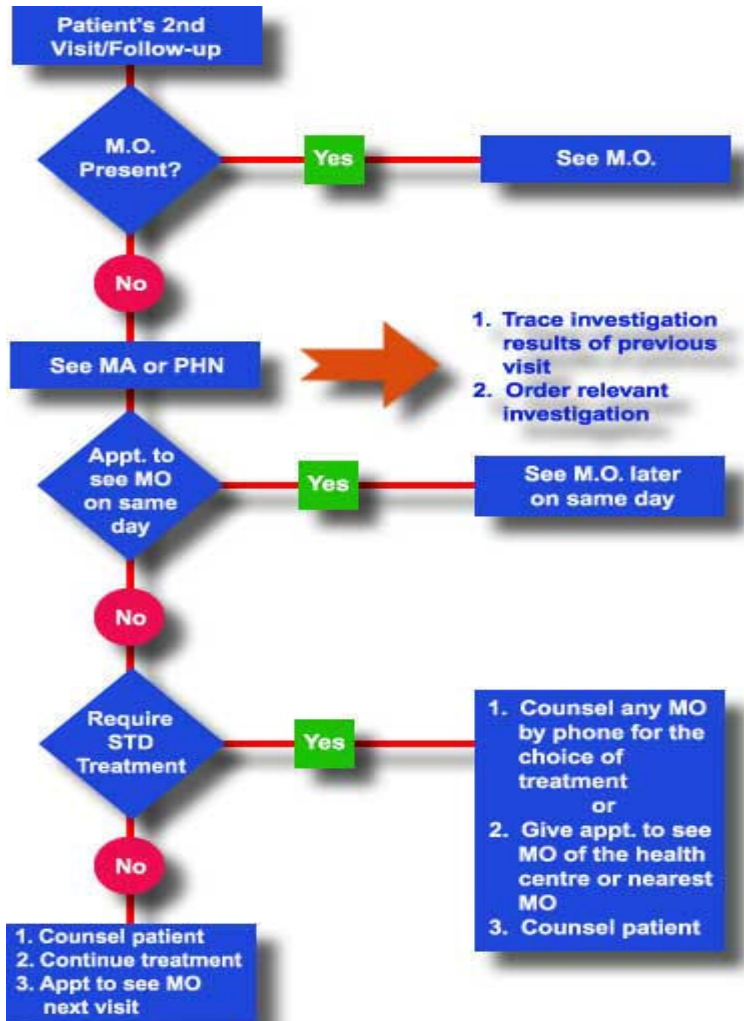 Patient's 2nd
Visit/Follow-up
M.O.
Present?
Yes
See M.O.
No
See MA or PHN
1. Trace investigation
results of previous
visit
2. Order relevant
investigation
Appt. to
see MO
on same
day
Yes
See M.O. later
on same day
No
Require
STD
Treatment
Yes
1. Counsel any MO
by phone for the
choice of
treatment
or
2. Give appt. to see
MO of the health
centre or nearest
MO
3. Counsel patient
No
1. Counsel patient
2. Continue treatment
3. Appt to see MO
next visit